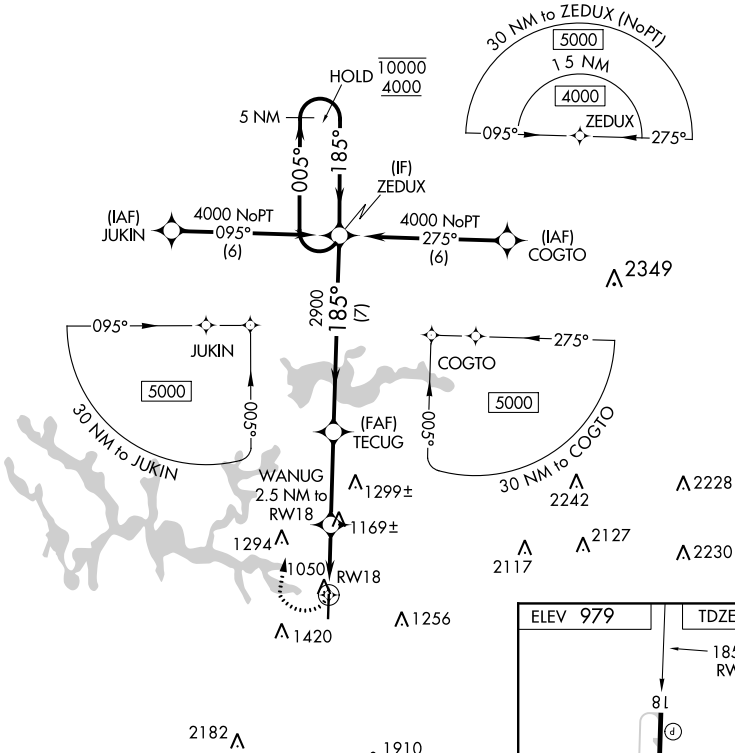 30 NM to ZEDUX (NoPT)
5000
15 NM
4000
095°
ZEDUX
275°
HOLD 10000
4000
5 NM
005°
185°
(IF)
ZEDUX
(IAF)
JUKIN
4000 NoPT
095°
(6)
4000 NoPT
275°
(6)
(IAF)
COGTO
2349
2900
185°
(7)
095°
JUKIN
005°
5000
30 NM to JUKIN
275°
COGTO
005°
5000
30 NM to COGTO
(FAF)
TECUG
WANUG
2.5 NM to
RW18
1299±
1169±
1294
1050
RW18
1420
1256
2242
2228
2127
2117
2230
2182
1910
ELEV 979
TDZE
185
RW
18
P